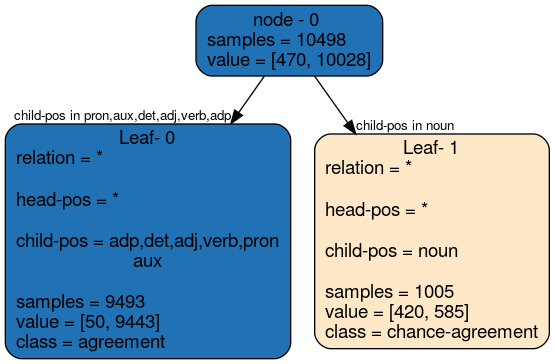 node - 0
samples = 10498
value = [470, 10028]
child-pos in pron,aux,det,adj,verb,adp
child-pos in noun
Leaf- 0
relation = *
head-pos = *
child-pos = adp,det,adj,verb,pron
aux
samples = 9493
value = [50, 9443]
class = agreement
Leaf- 1
relation = *
head-pos = *
child-pos = noun
samples = 1005
value = [420, 585]
class = chance-agreement